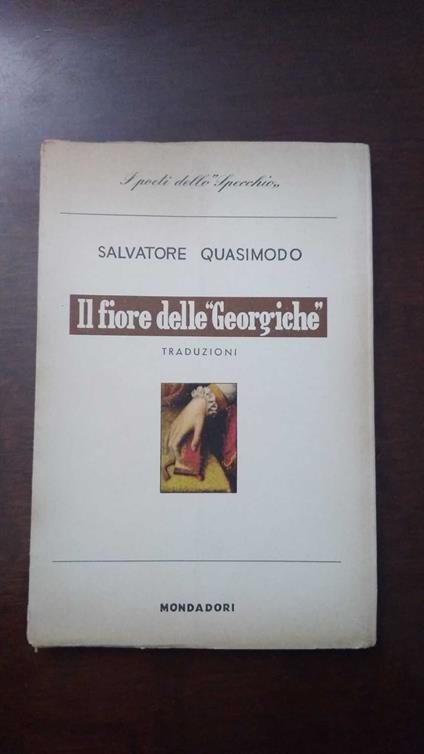 I poeti dello "Specchio„
SALVATORE QUASIMODO
Il fiore delle "Georgiche"
TRADUZIONI
MONDADORI